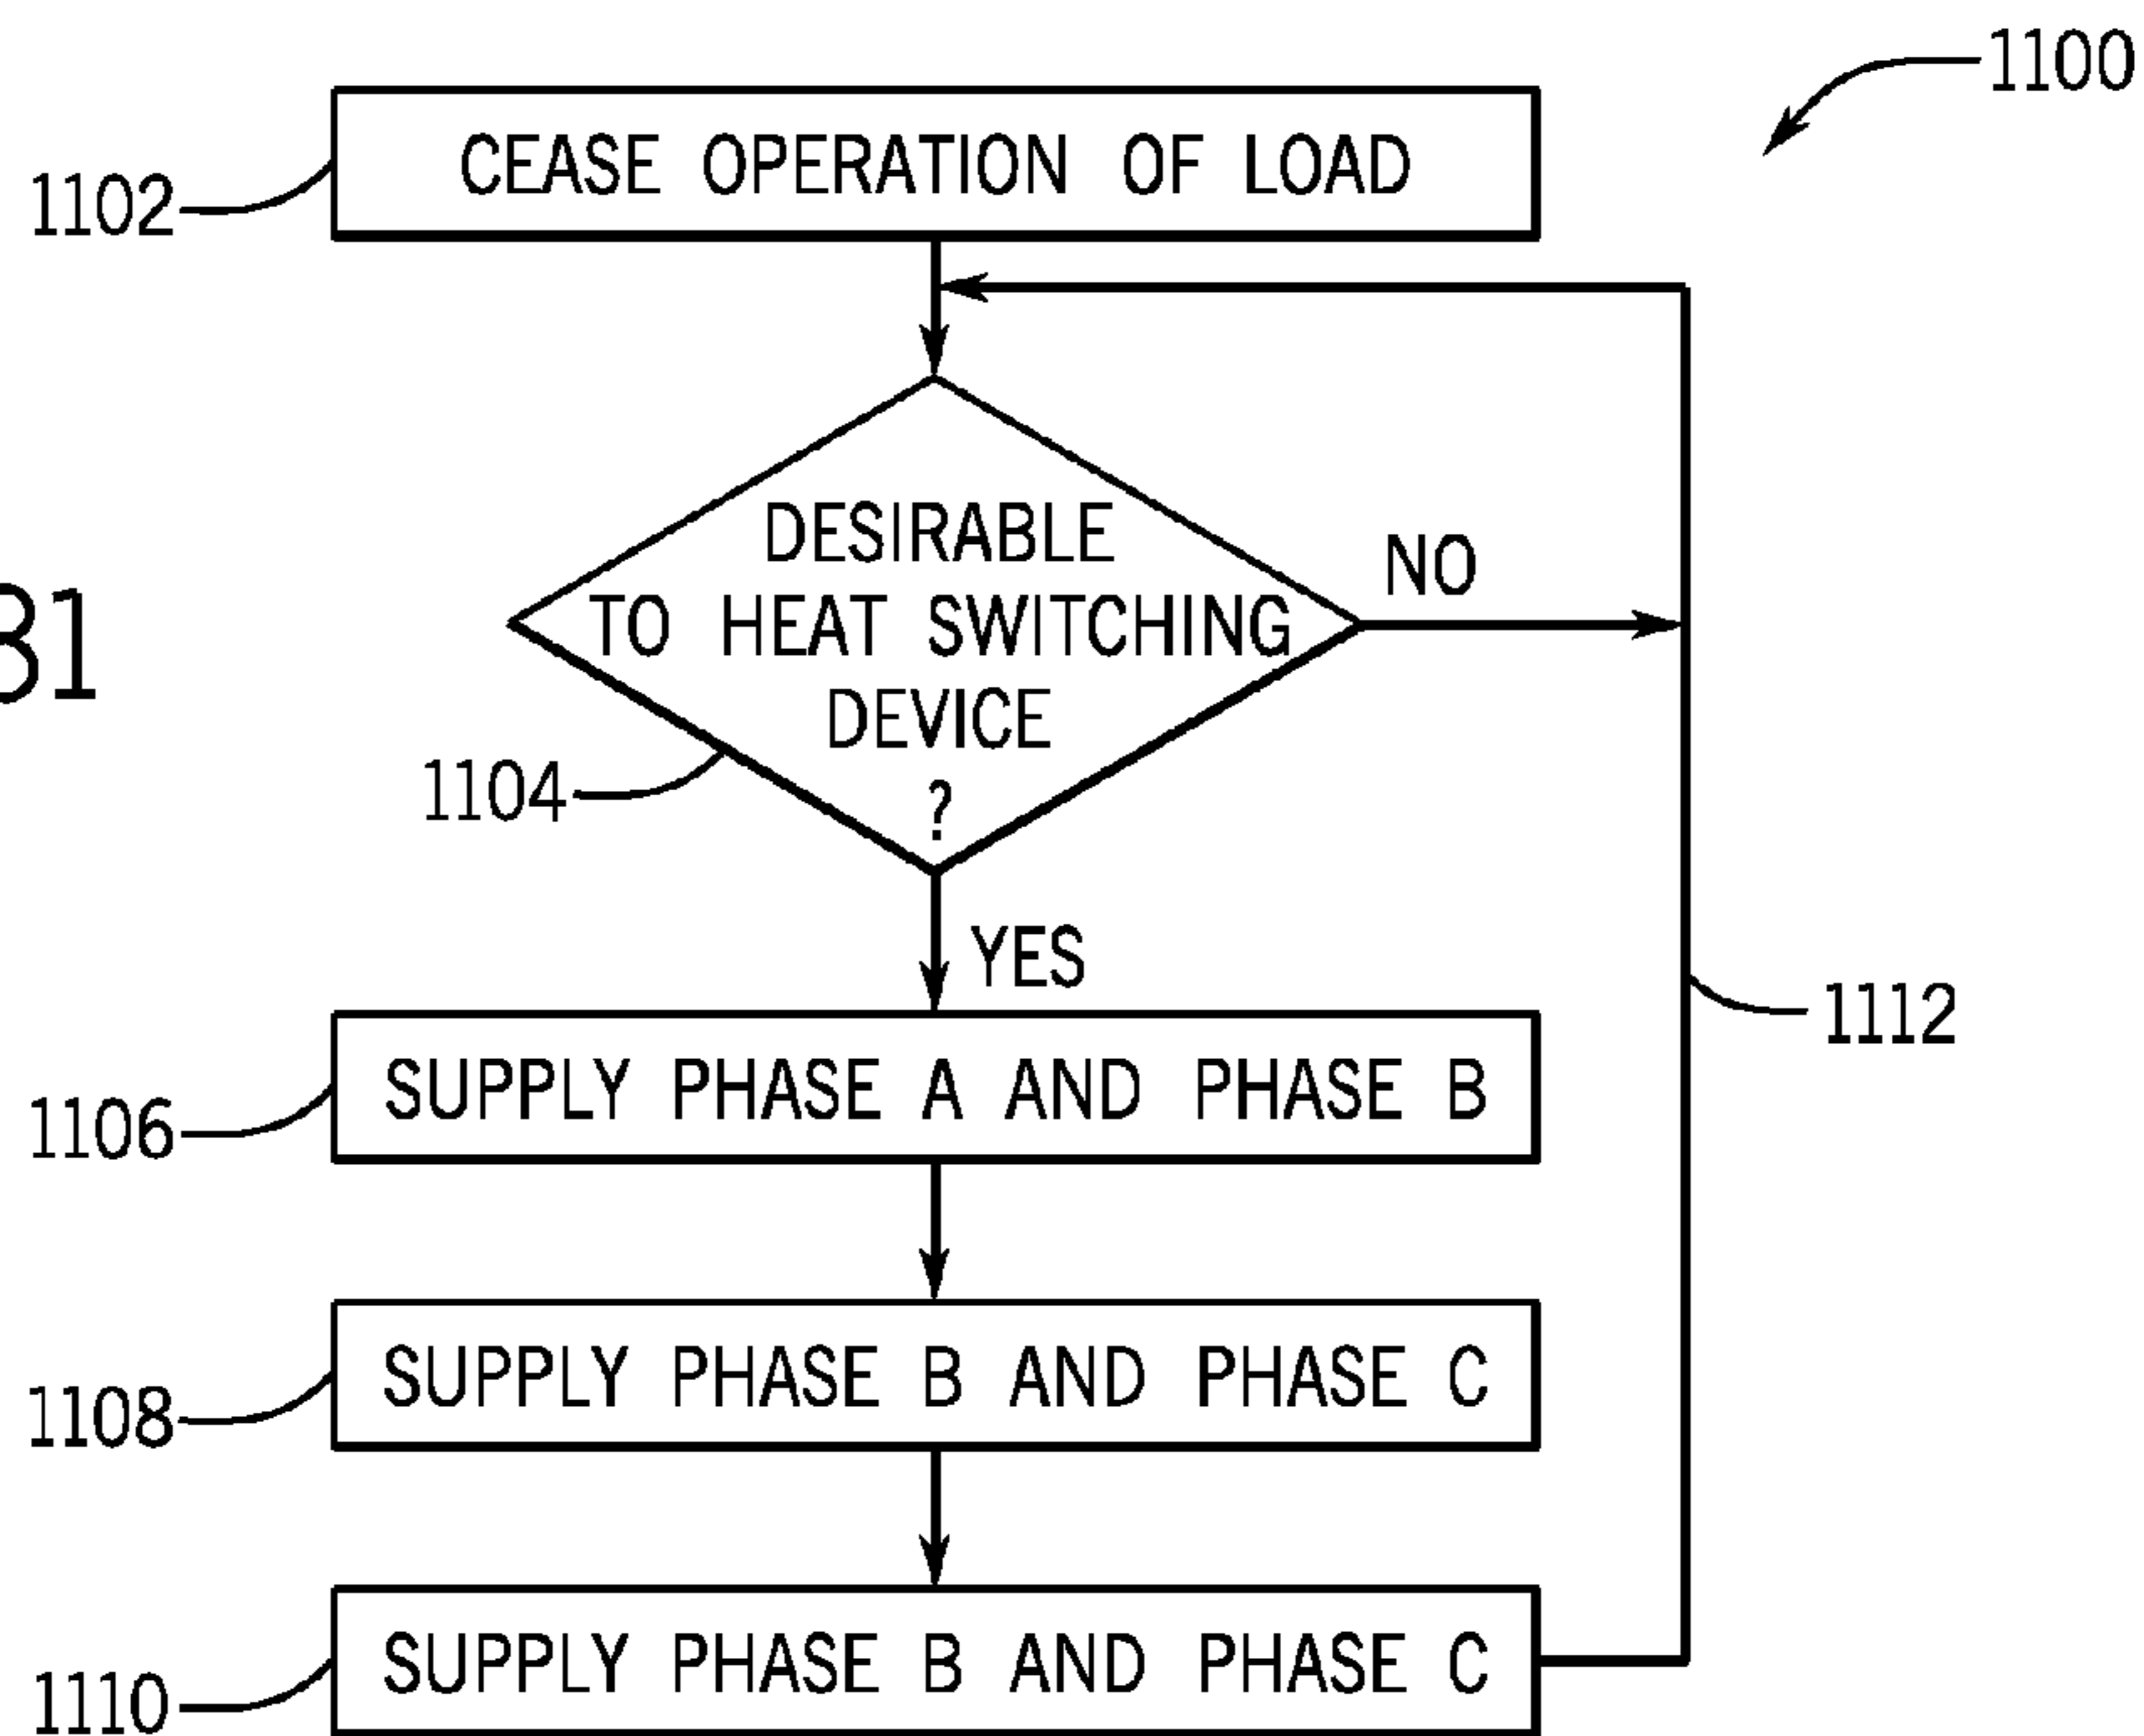 1100
CEASE OPERATION OF LOAD
1102
DESIRABLE
TO HEAT SWITCHING
DEVICE
?
NO
1104
YES
1112
SUPPLY PHASE A AND PHASE B
1106
SUPPLY PHASE B AND PHASE C
1108
SUPPLY PHASE B AND PHASE C
1110